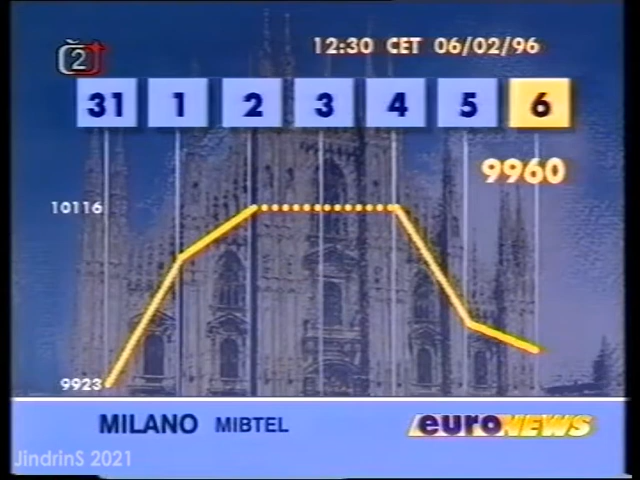 2
12:30 CET 06/02/96
31 1 2 3 4 5 6
9960
10116
9923
MILANO MIBTEL
euroNEWS
JindrinS 2021